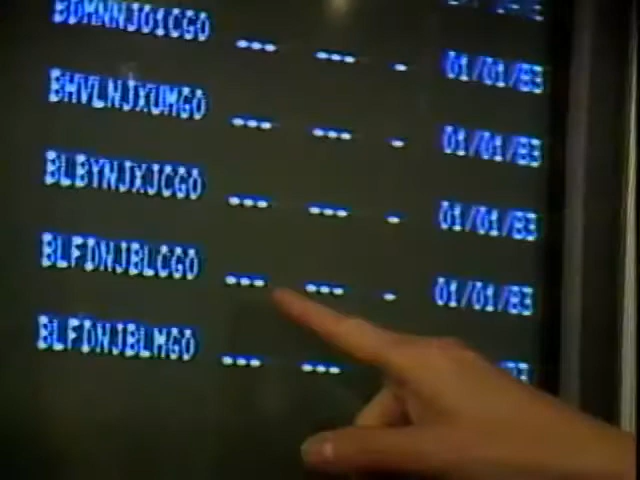 BDMNNJ01CGO --- --- - 01/01/83
BHVLNJXUMGO --- --- - 01/01/83
BLBYNJXJCGO --- --- - 01/01/83
BLFDNJBLCGO --- --- - 01/01/83
BLFDNJBLMGO --- ---